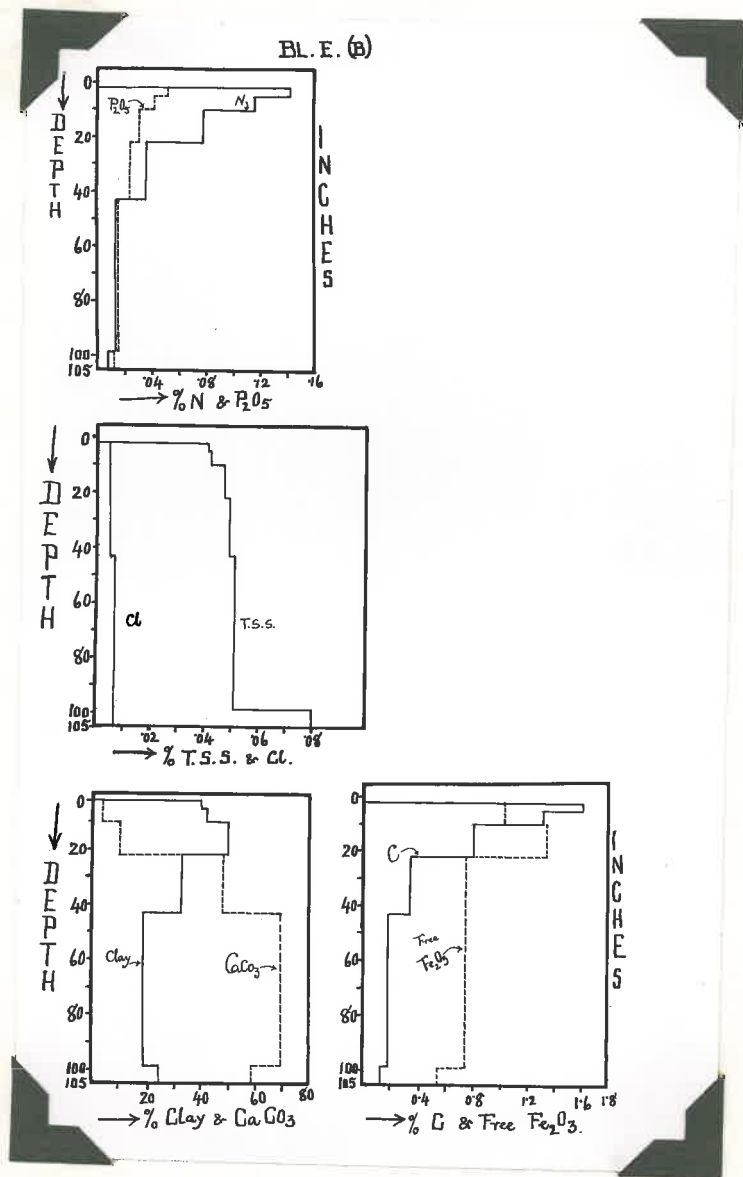 BL. E. (B)
DEPTH
0
20
40
60
80
100
105
P2O5
N2
INCHES
·04 ·08 ·12 ·16
% N & P2O5
DEPTH
0
20
40
60
80
100
105
Cl
T.S.S.
·02 ·04 ·06 ·08
% T.S.S. & Cl.
DEPTH
0
20
40
60
80
100
105
Clay
CaCO3
20 40 60 80
% Clay & CaCO3
0
20
40
60
80
100
105
C
Free
Fe2O3
INCHES
0.4 0.8 1.2 1.6 1.8
% C & Free Fe2O3.